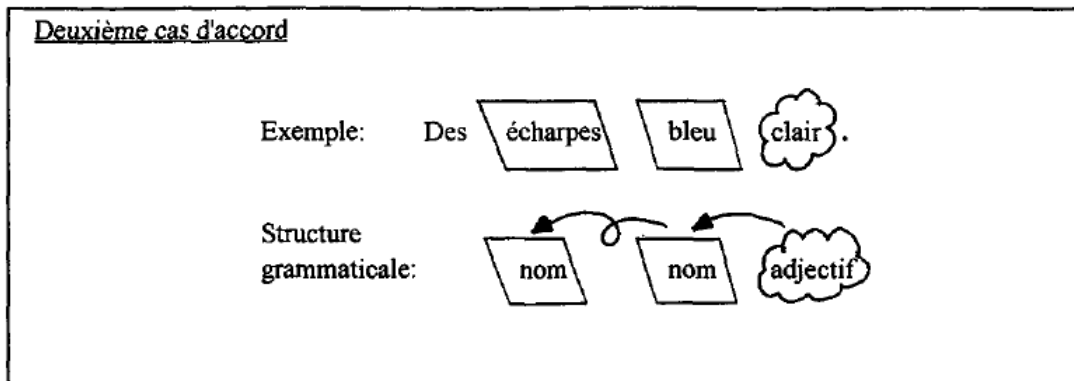 Deuxième cas d'accord
Exemple: Des écharpes bleu clair.
Structure
grammaticale: nom nom adjectif